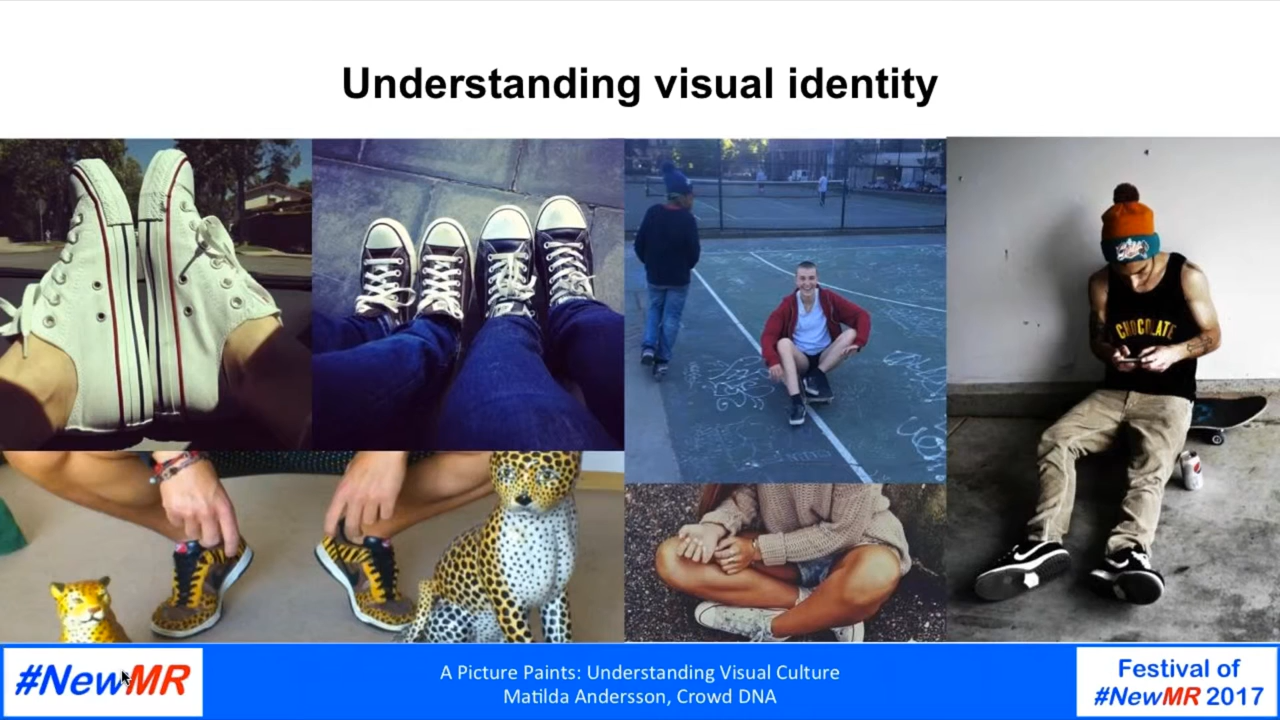 Understanding visual identity
CHOCOLATE
#NewMR
A Picture Paints: Understanding Visual Culture
Matilda Andersson, Crowd DNA
Festival of
#NewMR 2017